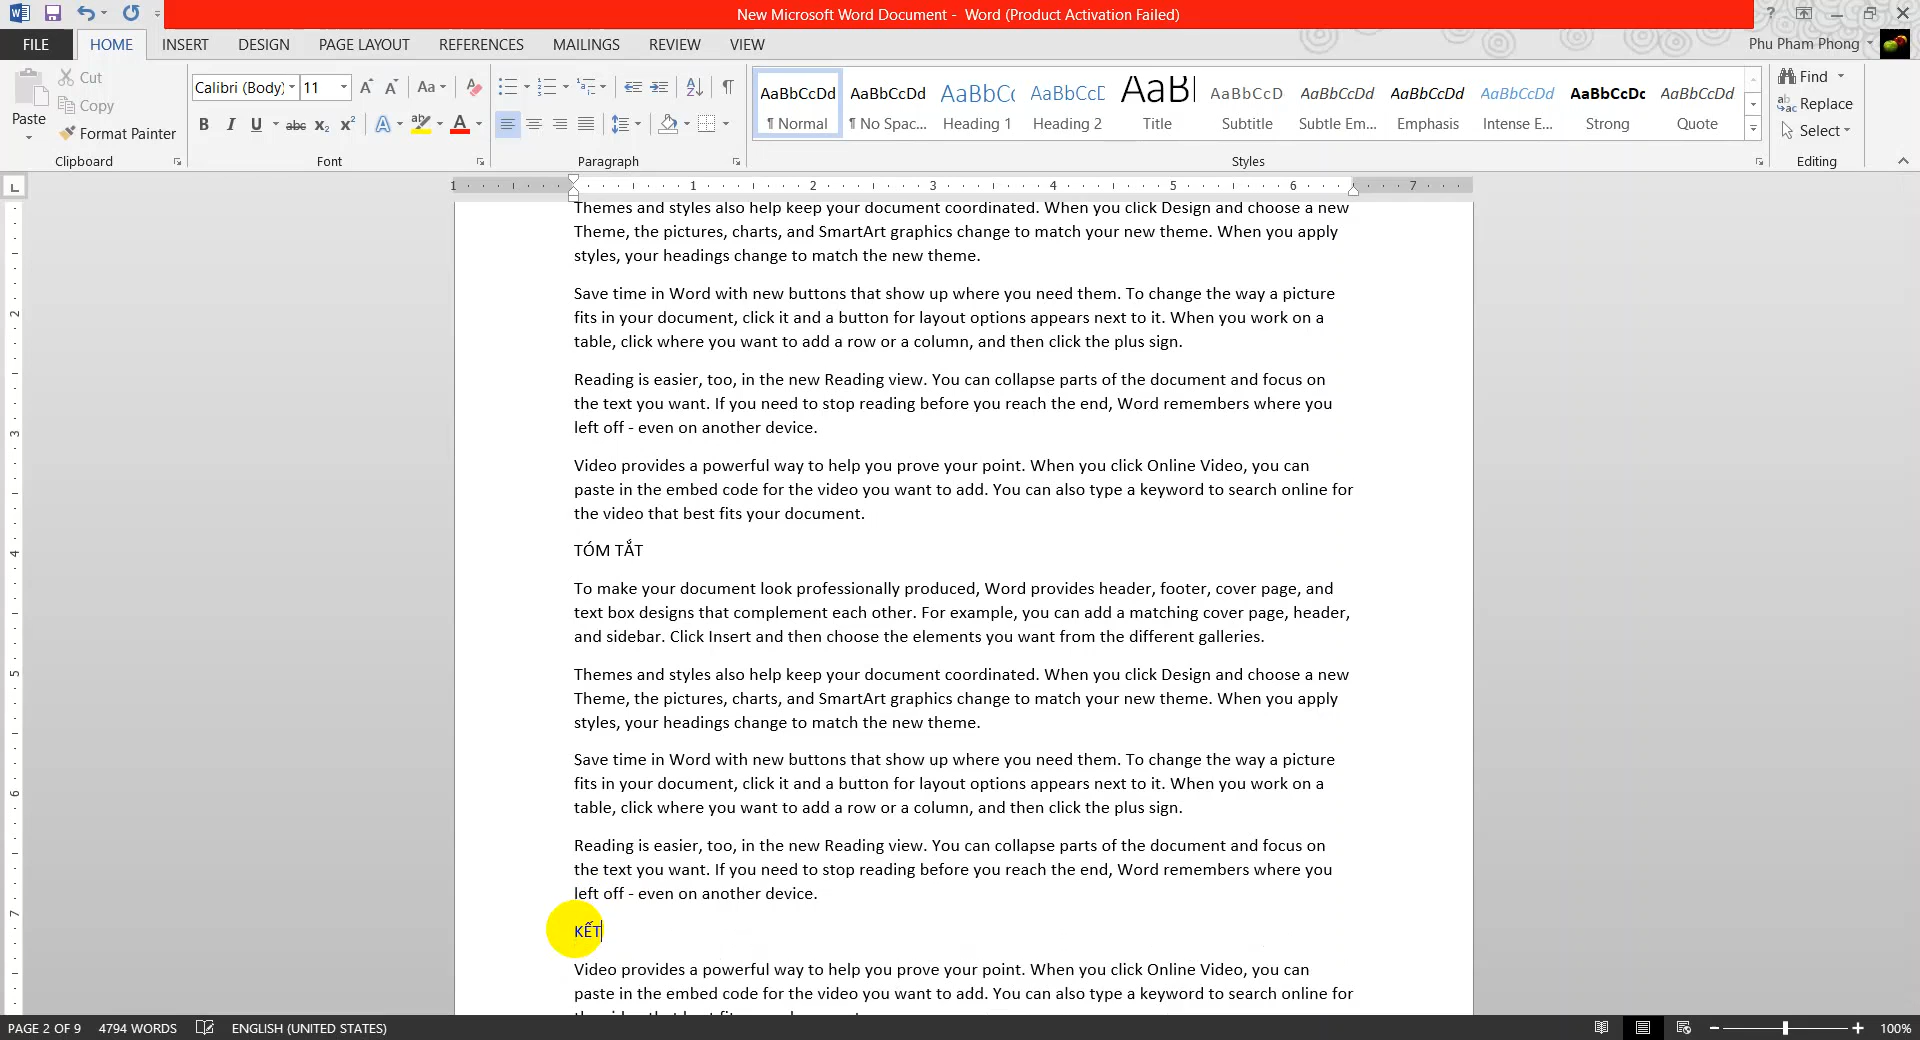 New Microsoft Word Document - Word (Product Activation Failed)
?
FILE HOME INSERT DESIGN PAGE LAYOUT REFERENCES MAILINGS REVIEW VIEW
Phu Pham Phong
Paste
Cut
Copy
Format Painter
Clipboard
Calibri (Body) 11
Font
Paragraph
AaBbCcDd AaBbCcDd AaBbCc AaBbCcD AaB AaBbCcD AaBbCcDd AaBbCcDd AaBbCcDd AaBbCcDc AaBbCcDd
¶ Normal ¶ No Spac... Heading 1 Heading 2 Title Subtitle Subtle Em... Emphasis Intense E... Strong Quote
Styles
Find
Replace
Select
Editing
1 1 2 3 4 5 6 7
Themes and styles also help keep your document coordinated. When you click Design and choose a new
Theme, the pictures, charts, and SmartArt graphics change to match your new theme. When you apply
styles, your headings change to match the new theme.
Save time in Word with new buttons that show up where you need them. To change the way a picture
fits in your document, click it and a button for layout options appears next to it. When you work on a
table, click where you want to add a row or a column, and then click the plus sign.
Reading is easier, too, in the new Reading view. You can collapse parts of the document and focus on
the text you want. If you need to stop reading before you reach the end, Word remembers where you
left off - even on another device.
Video provides a powerful way to help you prove your point. When you click Online Video, you can
paste in the embed code for the video you want to add. You can also type a keyword to search online for
the video that best fits your document.
TÓM TẮT
To make your document look professionally produced, Word provides header, footer, cover page, and
text box designs that complement each other. For example, you can add a matching cover page, header,
and sidebar. Click Insert and then choose the elements you want from the different galleries.
Themes and styles also help keep your document coordinated. When you click Design and choose a new
Theme, the pictures, charts, and SmartArt graphics change to match your new theme. When you apply
styles, your headings change to match the new theme.
Save time in Word with new buttons that show up where you need them. To change the way a picture
fits in your document, click it and a button for layout options appears next to it. When you work on a
table, click where you want to add a row or a column, and then click the plus sign.
Reading is easier, too, in the new Reading view. You can collapse parts of the document and focus on
the text you want. If you need to stop reading before you reach the end, Word remembers where you
left off - even on another device.
KẾT
Video provides a powerful way to help you prove your point. When you click Online Video, you can
paste in the embed code for the video you want to add. You can also type a keyword to search online for
2
3
4
5
6
7
PAGE 2 OF 9 4794 WORDS ENGLISH (UNITED STATES) 100%